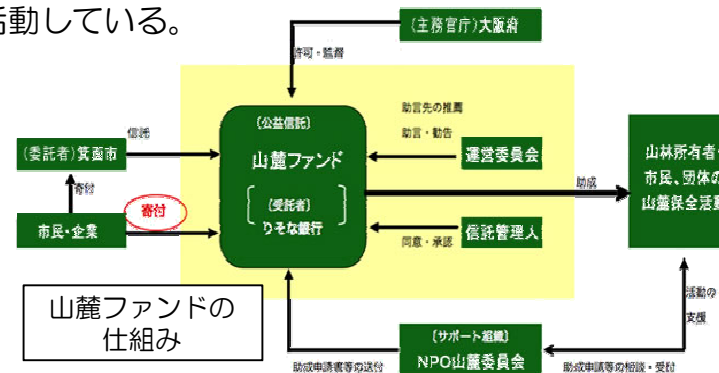 活動している。
(主務官庁)大阪府
許可・監督
助言先の推薦
助言・勧告
(公益信託)
山麓ファンド
(受託者)
りそな銀行
信託
(委託者)箕面市
寄付
市民・企業
寄付
運営委員会
信託管理人
同意・承認
助成
山林所有者
市民、団体の
山麓保全活動
山麓ファンドの
仕組み
助成申請書等の送付
(サポート組織)
NPO山麓委員会
助成申請等の相談・受付
活動の
支援